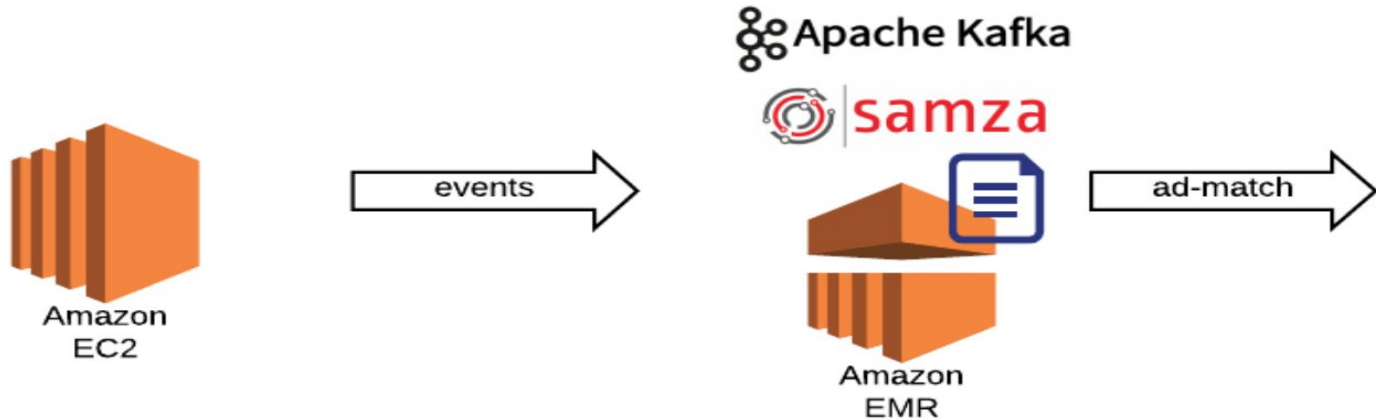 Apache Kafka
samza
events
ad-match
Amazon
EC2
Amazon
EMR